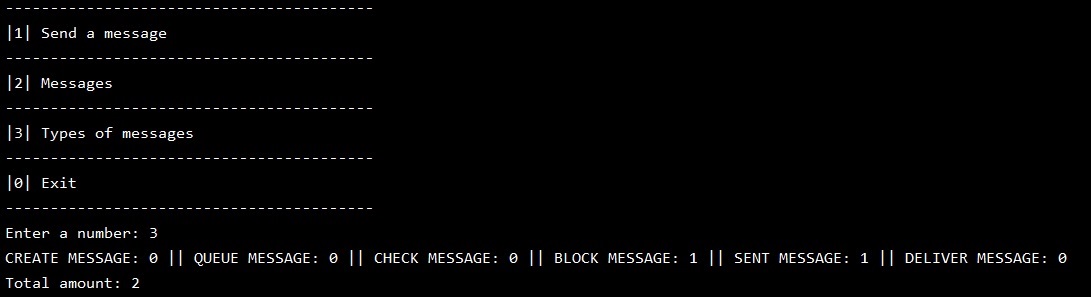 -----------------------------------------
|1| Send a message
-----------------------------------------
|2| Messages
-----------------------------------------
|3| Types of messages
-----------------------------------------
|0| Exit
-----------------------------------------
Enter a number: 3
CREATE MESSAGE: 0 || QUEUE MESSAGE: 0 || CHECK MESSAGE: 0 || BLOCK MESSAGE: 1 || SENT MESSAGE: 1 || DELIVER MESSAGE: 0
Total amount: 2